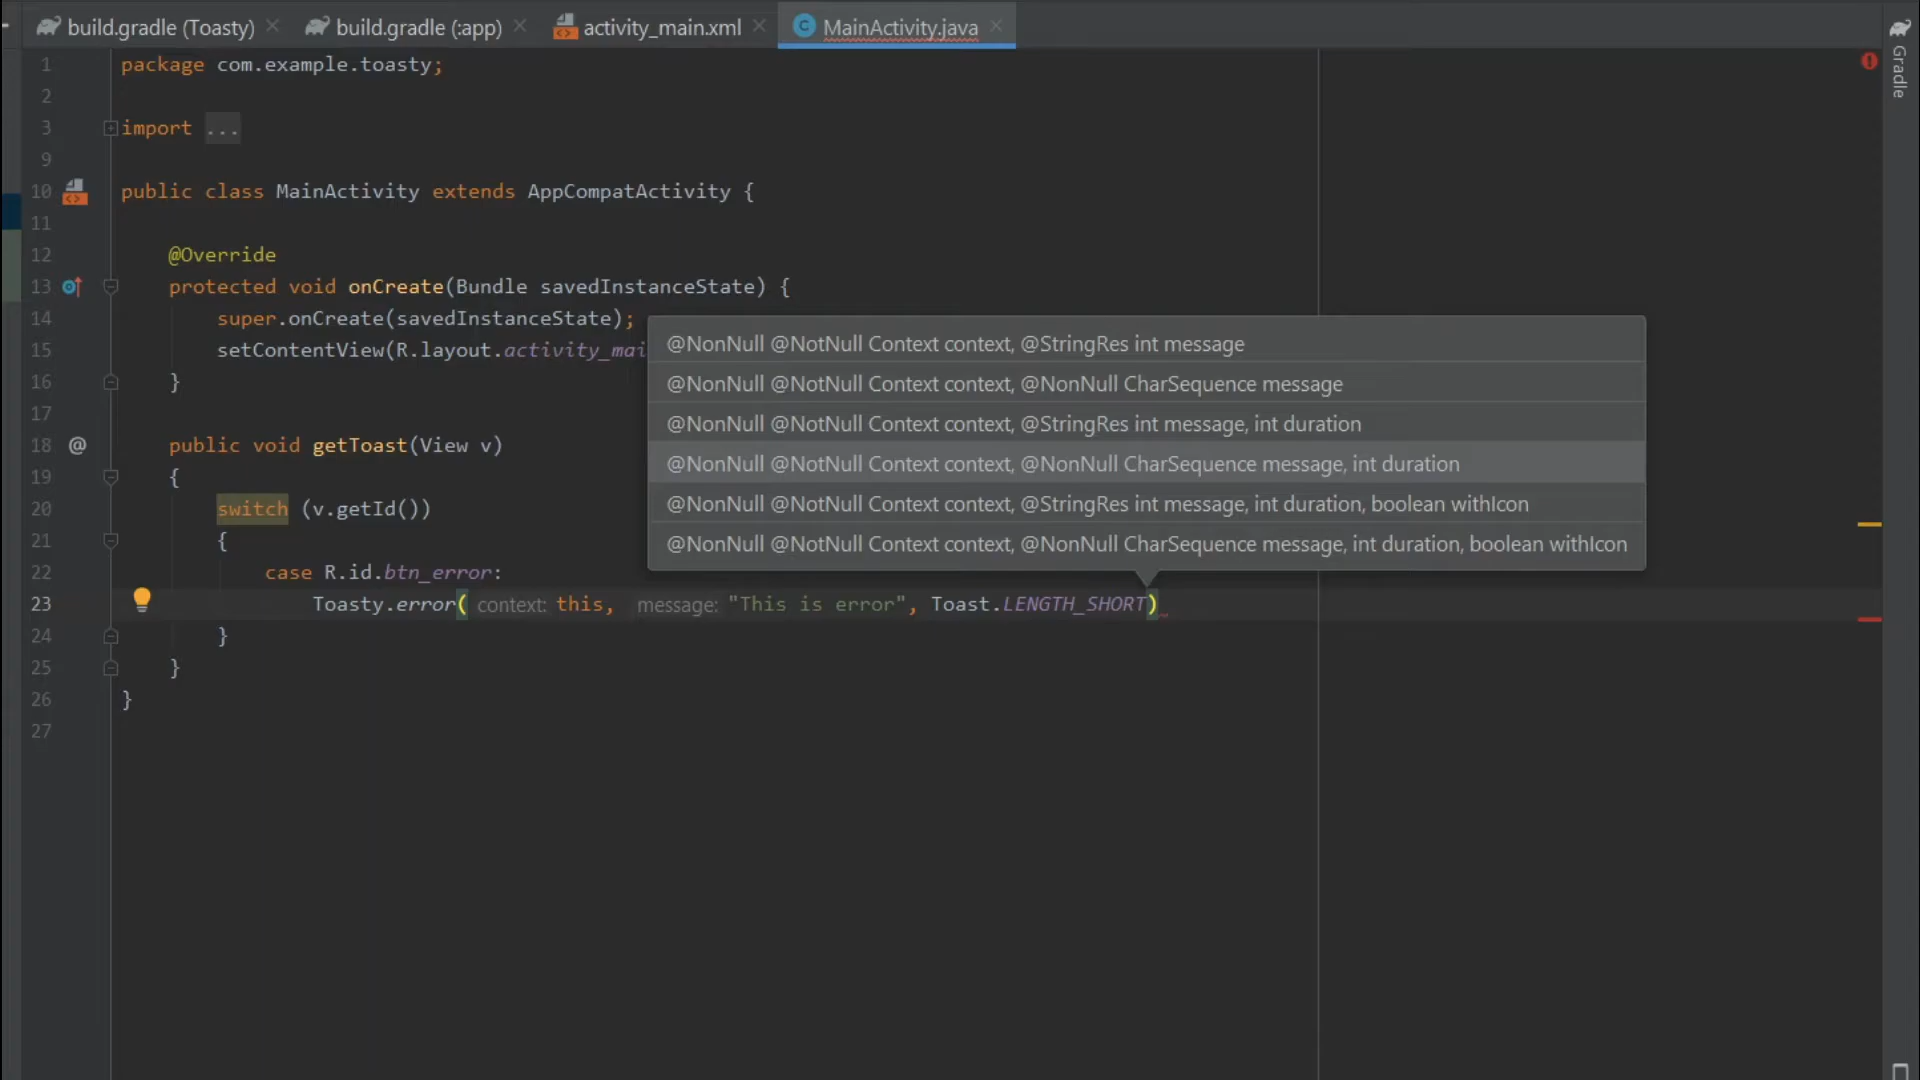 build.gradle (Toasty)
build.gradle (:app)
activity_main.xml
MainActivity.java
Gradle
1 package com.example.toasty;
2
3 import ...
9
10 public class MainActivity extends AppCompatActivity {
11
12 @Override
13 protected void onCreate(Bundle savedInstanceState) {
14 super.onCreate(savedInstanceState);
15 setContentView(R.layout.activity_mai
16 }
17
18 @ public void getToast(View v)
19 {
20 switch (v.getId())
21 {
22 case R.id.btn_error:
23 Toasty.error( context: this, message: "This is error", Toast.LENGTH_SHORT)
24 }
25 }
26 }
27
@NonNull @NotNull Context context, @StringRes int message
@NonNull @NotNull Context context, @NonNull CharSequence message
@NonNull @NotNull Context context, @StringRes int message, int duration
@NonNull @NotNull Context context, @NonNull CharSequence message, int duration
@NonNull @NotNull Context context, @StringRes int message, int duration, boolean withIcon
@NonNull @NotNull Context context, @NonNull CharSequence message, int duration, boolean withIcon